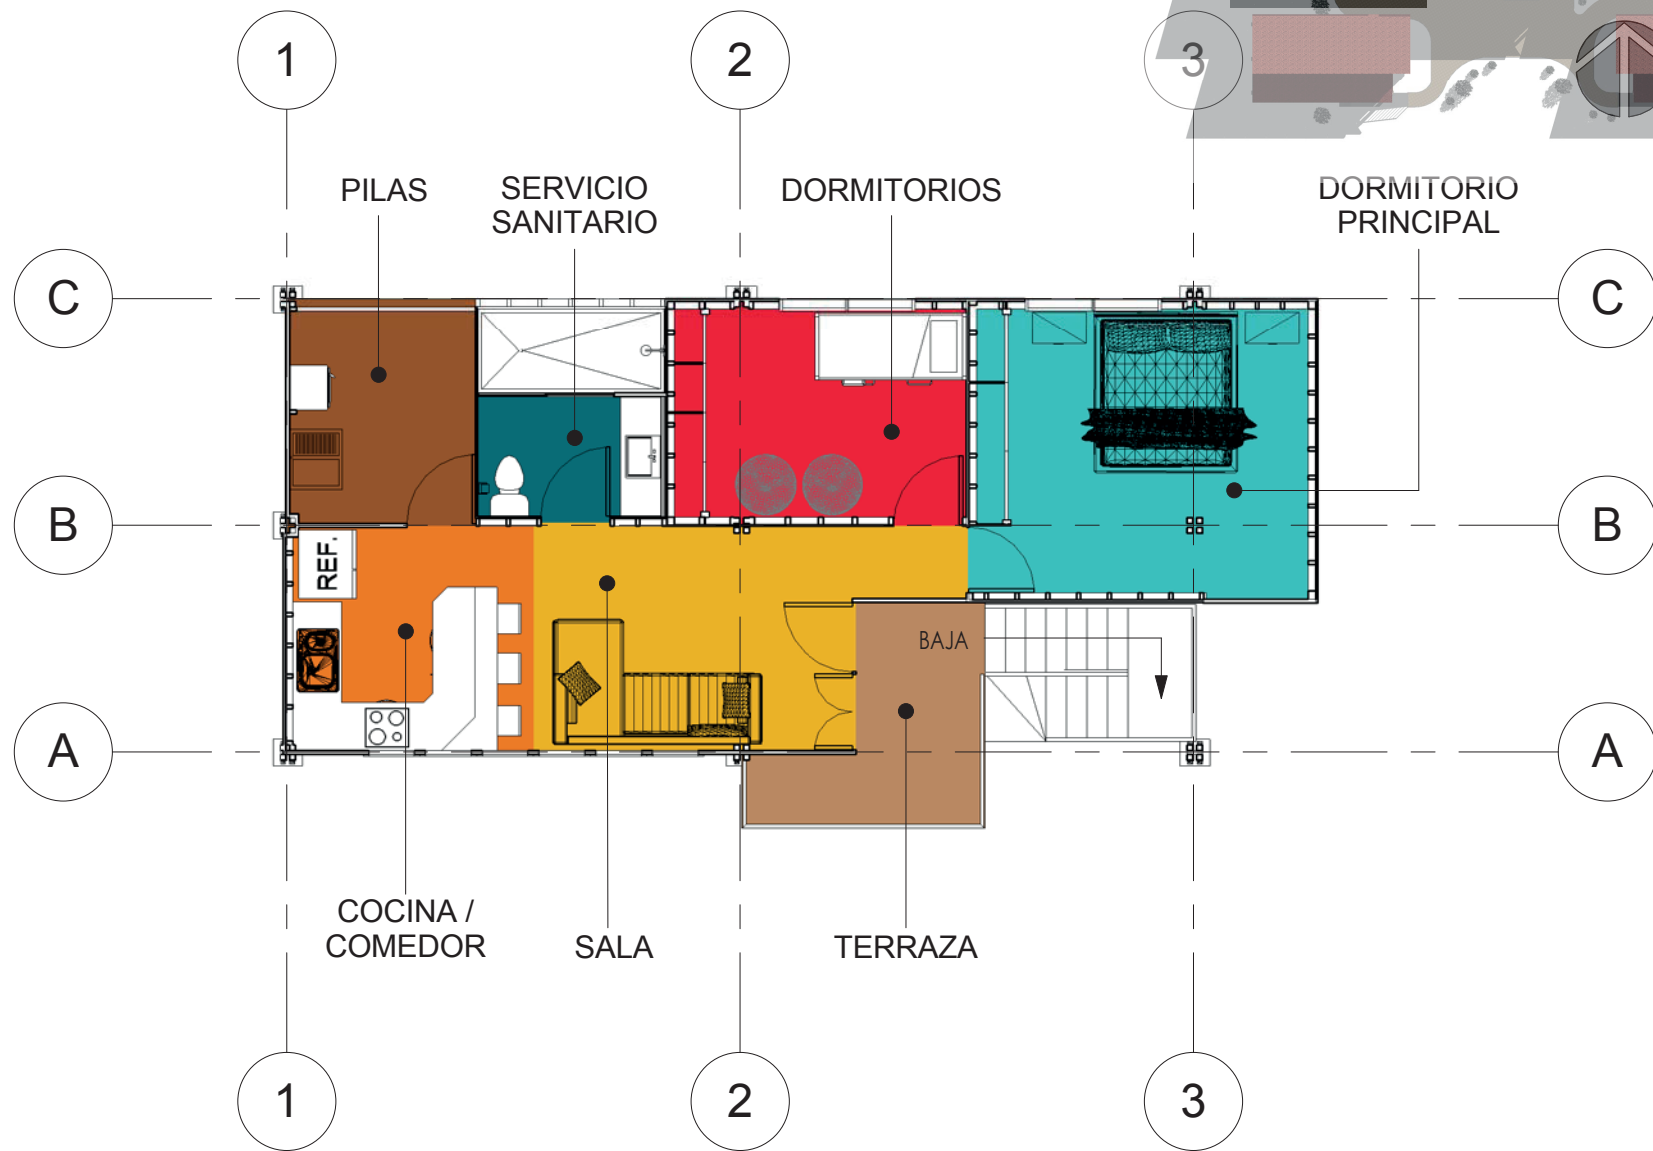 1
2
3
PILAS
SERVICIO
SANITARIO
DORMITORIOS
DORMITORIO
PRINCIPAL
C
C
B
B
REF.
BAJA
A
A
COCINA /
COMEDOR
SALA
TERRAZA
1
2
3